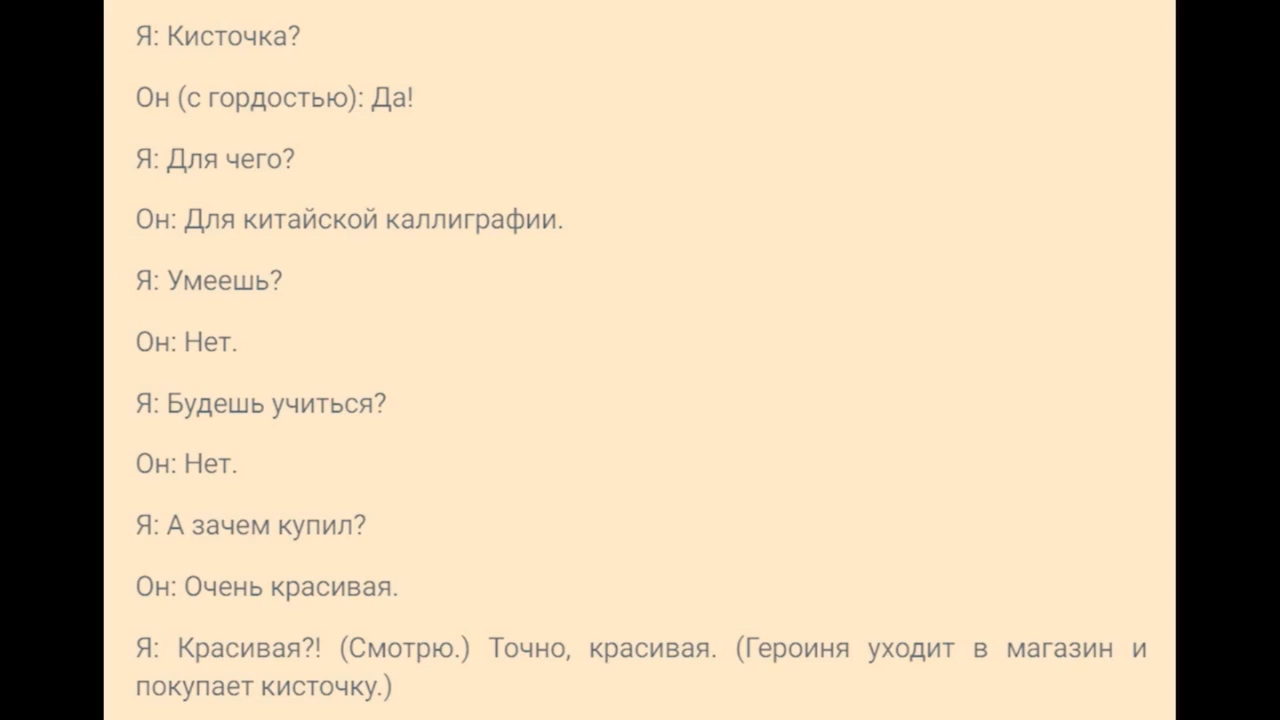 Я: Кисточка?
Он (с гордостью): Да!
Я: Для чего?
Он: Для китайской каллиграфии.
Я: Умеешь?
Он: Нет.
Я: Будешь учиться?
Он: Нет.
Я: А зачем купил?
Он: Очень красивая.
Я: Красивая?! (Смотрю.) Точно, красивая. (Героиня уходит в магазин и
покупает кисточку.)